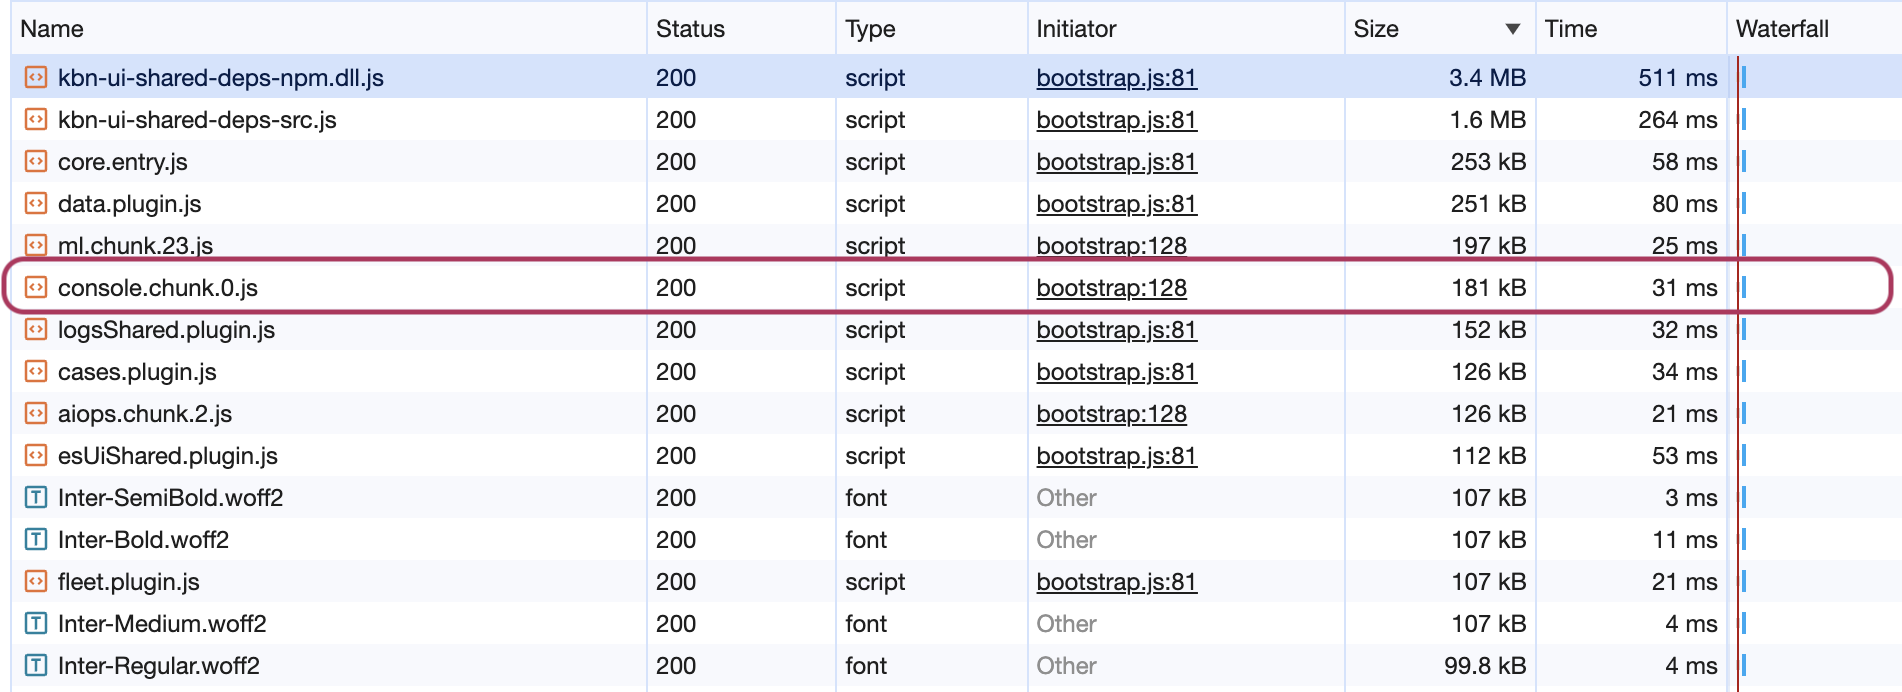 Name Status Type Initiator Size Time Waterfall
kbn-ui-shared-deps-npm.dll.js 200 script bootstrap.js:81 3.4 MB 511 ms
kbn-ui-shared-deps-src.js 200 script bootstrap.js:81 1.6 MB 264 ms
core.entry.js 200 script bootstrap.js:81 253 kB 58 ms
data.plugin.js 200 script bootstrap.js:81 251 kB 80 ms
ml.chunk.23.js 200 script bootstrap:128 197 kB 25 ms
console.chunk.0.js 200 script bootstrap:128 181 kB 31 ms
logsShared.plugin.js 200 script bootstrap.js:81 152 kB 32 ms
cases.plugin.js 200 script bootstrap.js:81 126 kB 34 ms
aiops.chunk.2.js 200 script bootstrap:128 126 kB 21 ms
esUiShared.plugin.js 200 script bootstrap.js:81 112 kB 53 ms
Inter-SemiBold.woff2 200 font Other 107 kB 3 ms
Inter-Bold.woff2 200 font Other 107 kB 11 ms
fleet.plugin.js 200 script bootstrap.js:81 107 kB 21 ms
Inter-Medium.woff2 200 font Other 107 kB 4 ms
Inter-Regular.woff2 200 font Other 99.8 kB 4 ms